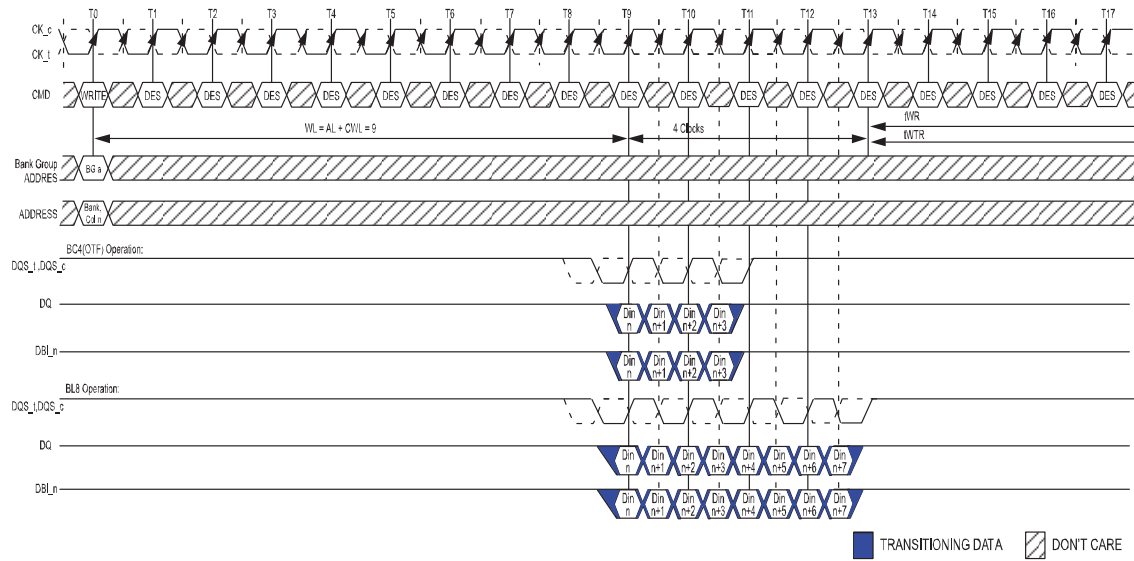 T0 T1 T2 T3 T4 T5 T6 T7 T8 T9 T10 T11 T12 T13 T14 T15 T16 T17
CK_c
CK_t
CMD WRITE DES DES DES DES DES DES DES DES DES DES DES DES DES DES DES DES DES
tWR
WL = AL + CWL = 9 4 Clocks
tWTR
Bank Group
ADDRES
BG a
ADDRESS
Bank,
Col n
BC4(OTF) Operation:
DQS_t,DQS_c
DQ
Din n Din n+1 Din n+2 Din n+3
DBI_n
Din n Din n+1 Din n+2 Din n+3
BL8 Operation:
DQS_t,DQS_c
DQ
Din n Din n+1 Din n+2 Din n+3 Din n+4 Din n+5 Din n+6 Din n+7
DBI_n
Din n Din n+1 Din n+2 Din n+3 Din n+4 Din n+5 Din n+6 Din n+7
TRANSITIONING DATA DON'T CARE